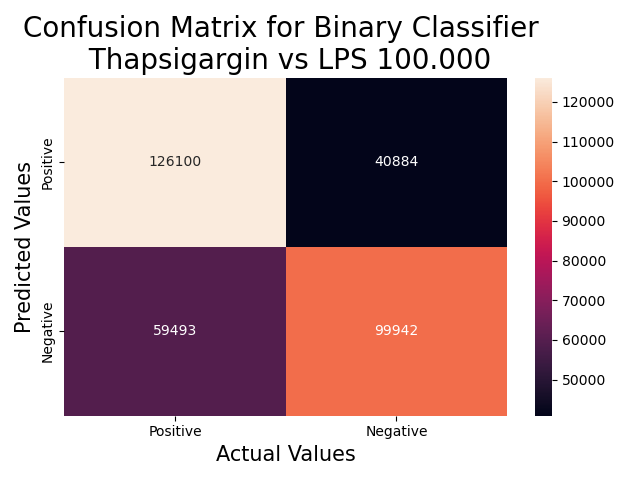 Confusion Matrix for Binary Classifier
Thapsigargin vs LPS 100.000
Predicted Values
Positive
Negative
126100
40884
59493
99942
Positive
Negative
Actual Values
120000
110000
100000
90000
80000
70000
60000
50000